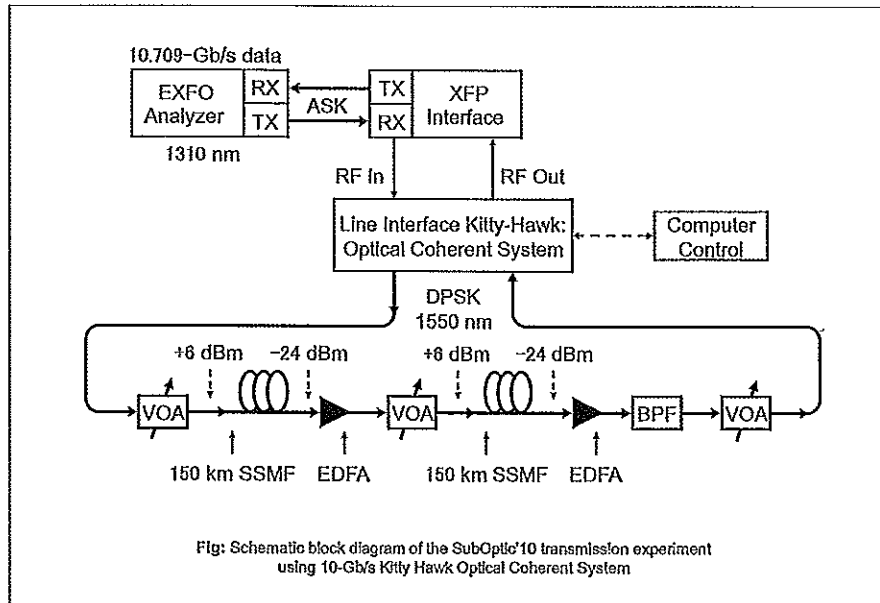 10.709-Gb/s data
EXFO
Analyzer
RX
TX
ASK
TX
RX
XFP
Interface
1310 nm
RF In
RF Out
Line Interface Kitty-Hawk:
Optical Coherent System
Computer
Control
DPSK
1550 nm
+6 dBm
-24 dBm
+6 dBm
-24 dBm
VOA
VOA
BPF
VOA
150 km SSMF
EDFA
150 km SSMF
EDFA
Fig: Schematic block diagram of the SubOptic'10 transmission experiment
using 10-Gb/s Kitty Hawk Optical Coherent System